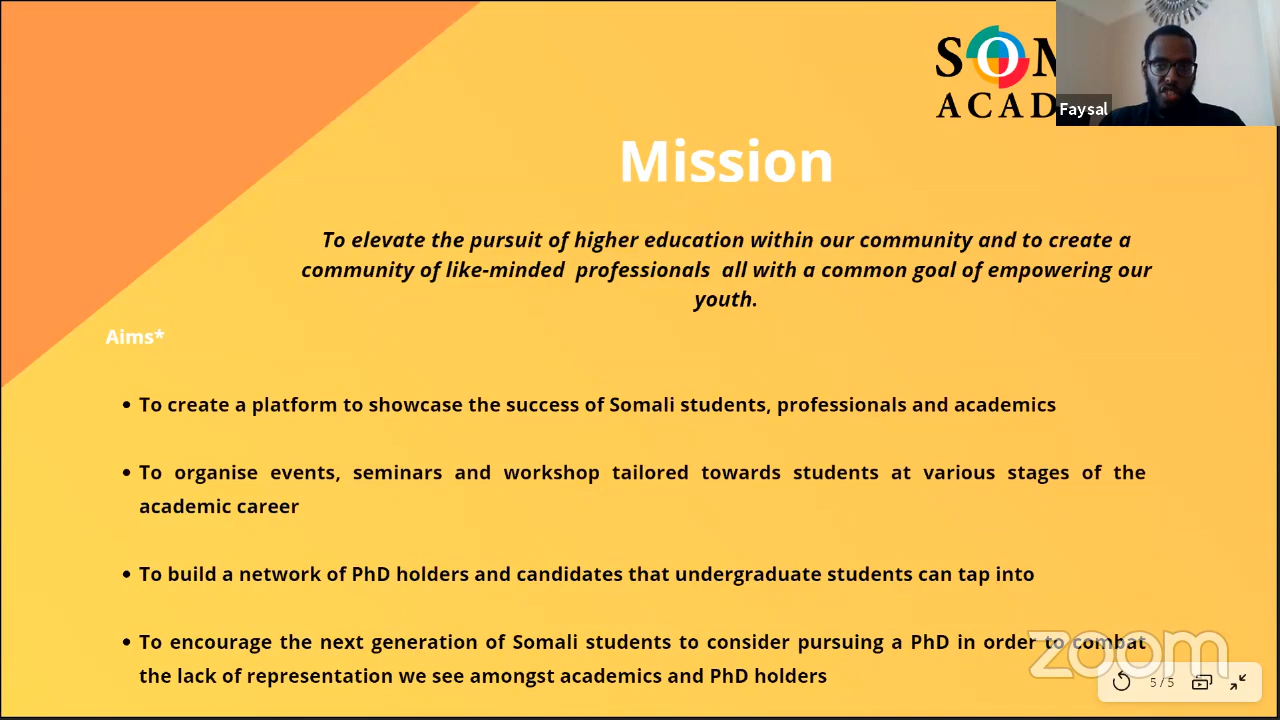 SOM
ACAD
Faysal
Mission
To elevate the pursuit of higher education within our community and to create a
community of like-minded professionals all with a common goal of empowering our
youth.
Aims*
• To create a platform to showcase the success of Somali students, professionals and academics
• To organise events, seminars and workshop tailored towards students at various stages of the
academic career
• To build a network of PhD holders and candidates that undergraduate students can tap into
• To encourage the next generation of Somali students to consider pursuing a PhD in order to combat
the lack of representation we see amongst academics and PhD holders
zoom
5 / 5